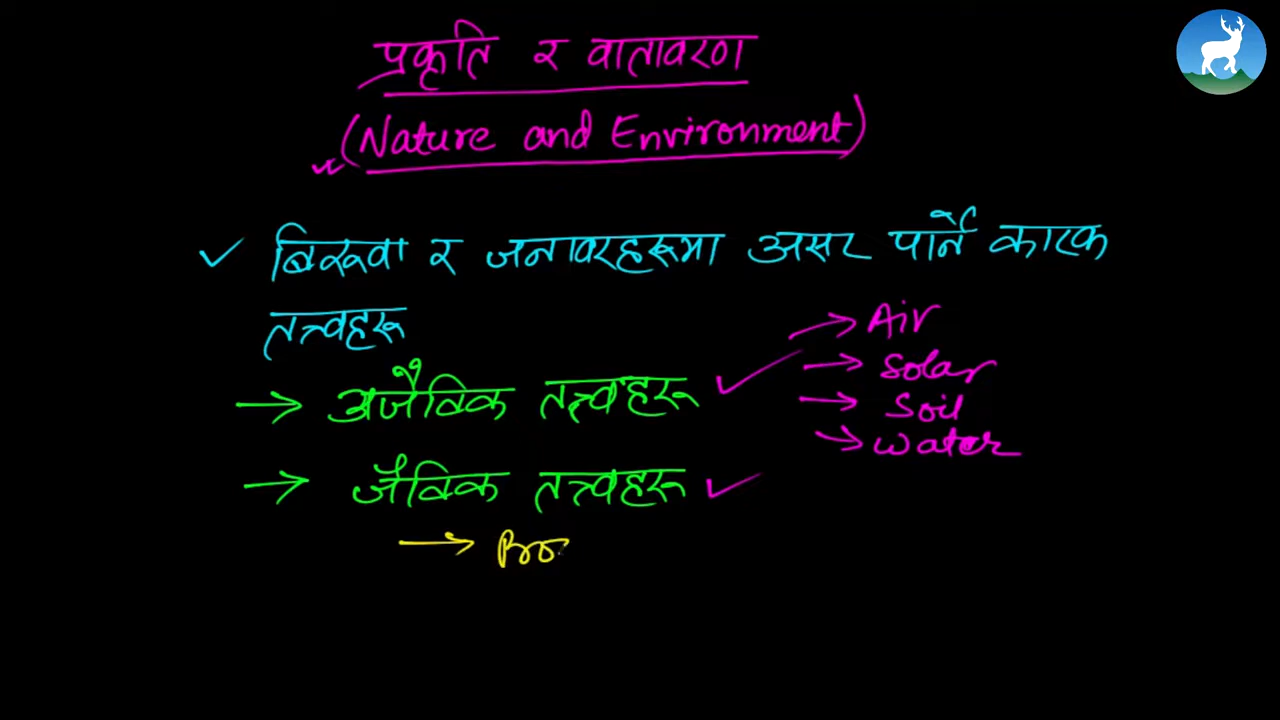 प्रकृति र वातावरण
(Nature and Environment)
बिरूवा र जनावरहरूमा असर पार्ने कारक
तत्त्वहरू
→ अजैविक तत्त्वहरू
→ Air
→ Solar
→ Soil
→ Water
→ जैविक तत्त्वहरू
→ Pro